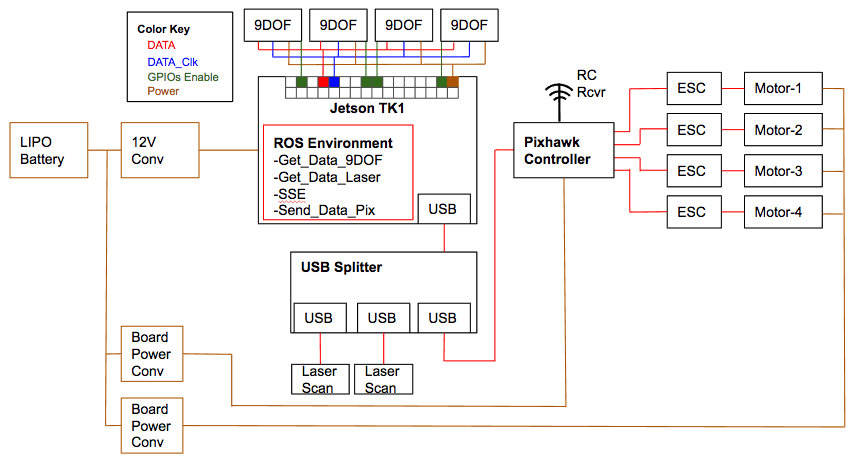 Color Key
DATA
DATA_Clk
GPIOs Enable
Power
9DOF
9DOF
9DOF
9DOF
Jetson TK1
RC
Rcvr
LIPO
Battery
12V
Conv
ROS Environment
-Get_Data_9DOF
-Get_Data_Laser
-SSE
-Send_Data_Pix
USB
Pixhawk
Controller
ESC
Motor-1
ESC
Motor-2
ESC
Motor-3
ESC
Motor-4
USB Splitter
USB
USB
USB
Laser
Scan
Laser
Scan
Board
Power
Conv
Board
Power
Conv